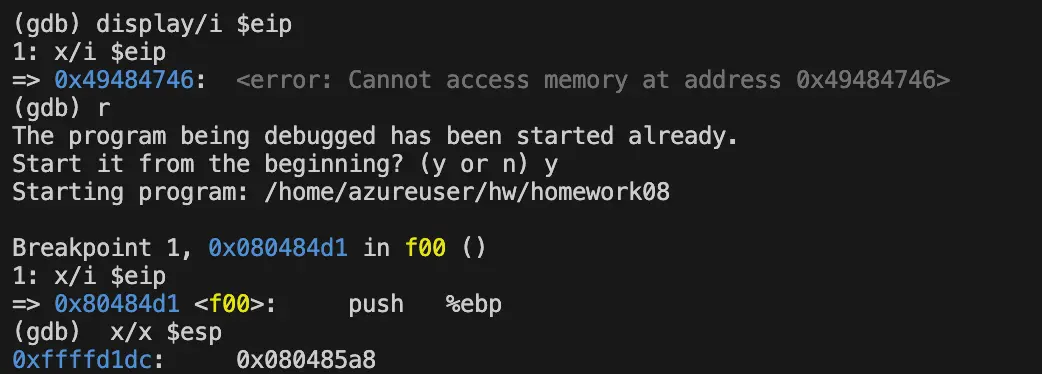 (gdb) display/i $eip
1: x/i $eip
=> 0x49484746:  <error: Cannot access memory at address 0x49484746>
(gdb) r
The program being debugged has been started already.
Start it from the beginning? (y or n) y
Starting program: /home/azureuser/hw/homework08

Breakpoint 1, 0x080484d1 in f00 ()
1: x/i $eip
=> 0x80484d1 <f00>:     push   %ebp
(gdb)  x/x $esp
0xffffd1dc:     0x080485a8